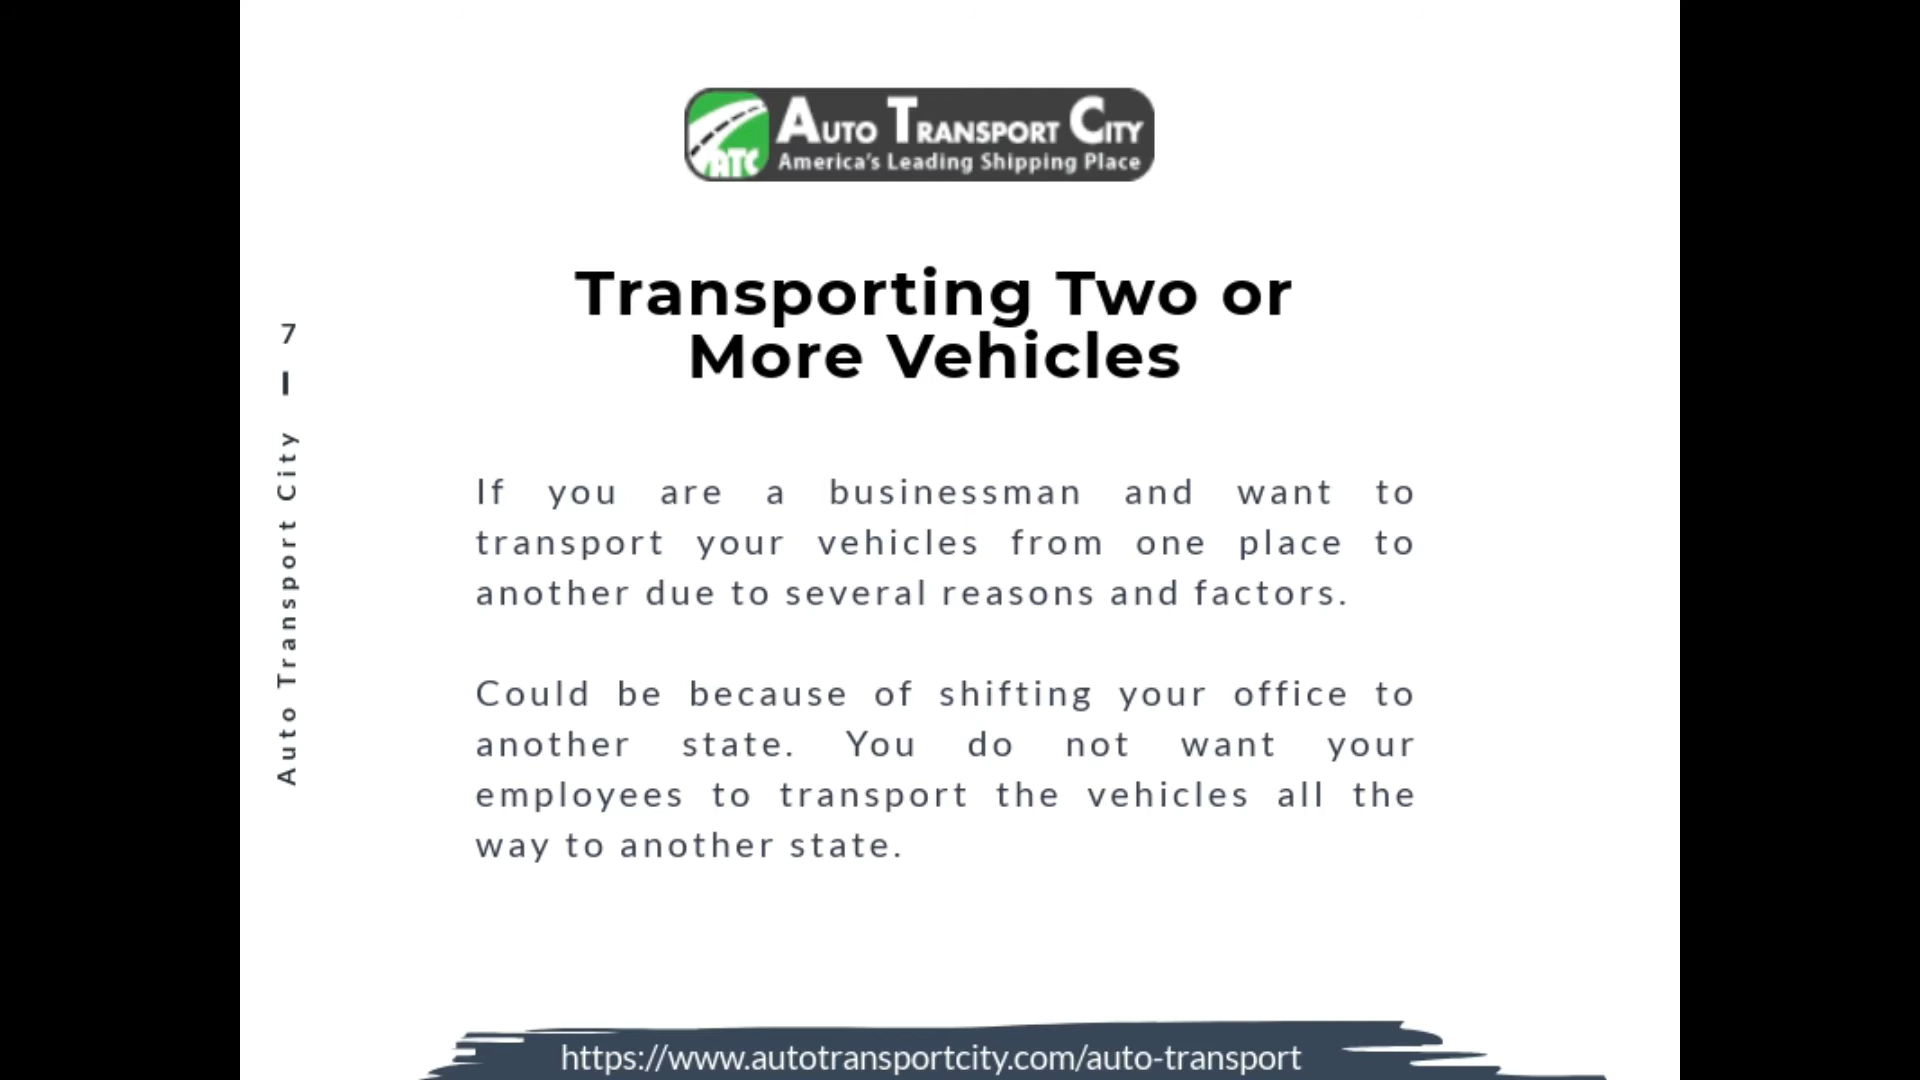 ATC
Auto Transport City
America's Leading Shipping Place
Transporting Two or
More Vehicles
7
Auto Transport City
If you are a businessman and want to
transport your vehicles from one place to
another due to several reasons and factors.
Could be because of shifting your office to
another state. You do not want your
employees to transport the vehicles all the
way to another state.
https://www.autotransportcity.com/auto-transport